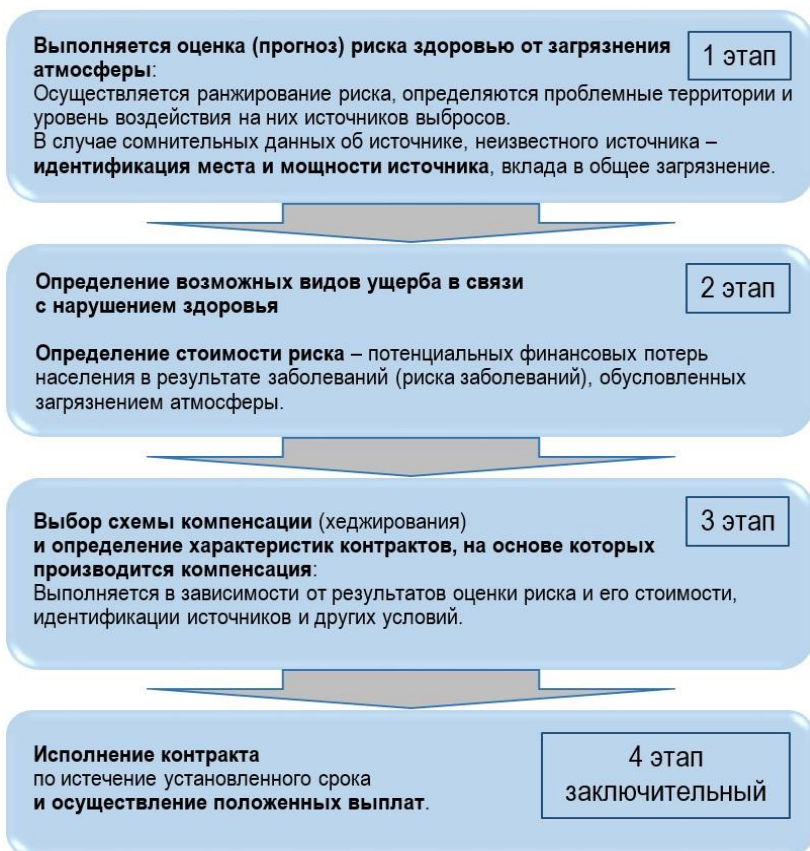 Выполняется оценка (прогноз) риска здоровью от загрязнения
атмосферы:
1 этап
Осуществляется ранжирование риска, определяются проблемные территории и
уровень воздействия на них источников выбросов.
В случае сомнительных данных об источнике, неизвестного источника –
идентификация места и мощности источника, вклада в общее загрязнение.
Определение возможных видов ущерба в связи
с нарушением здоровья
2 этап
Определение стоимости риска – потенциальных финансовых потерь
населения в результате заболеваний (риска заболеваний), обусловленных
загрязнением атмосферы.
Выбор схемы компенсации (хеджирования)
и определение характеристик контрактов, на основе которых
производится компенсация:
3 этап
Выполняется в зависимости от результатов оценки риска и его стоимости,
идентификации источников и других условий.
Исполнение контракта
по истечение установленного срока
и осуществление положенных выплат.
4 этап
заключительный